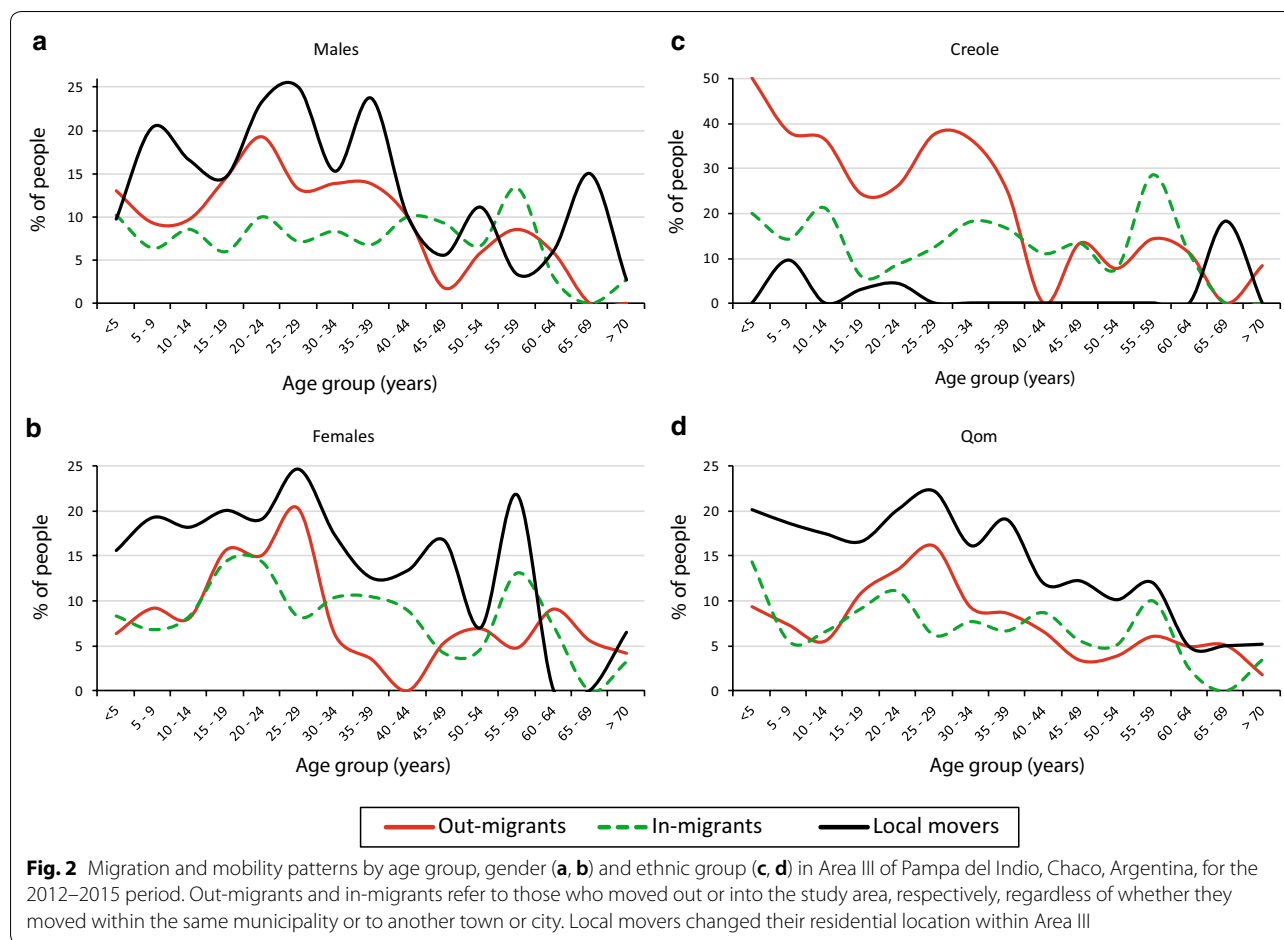 a
Males
% of people
25
20
15
10
5
0
<5
5 - 9
10 - 14
15 - 19
20 - 24
25 - 29
30 - 34
35 - 39
40 - 44
45 - 49
50 - 54
55 - 59
60 - 64
65 - 69
> 70
Age group (years)
c
Creole
% of people
50
40
30
20
10
0
<5
5 - 9
10 - 14
15 - 19
20 - 24
25 - 29
30 - 34
35 - 39
40 - 44
45 - 49
50 - 54
55 - 59
60 - 64
65 - 69
> 70
Age group (years)
b
Females
% of people
25
20
15
10
5
0
<5
5 - 9
10 - 14
15 - 19
20 - 24
25 - 29
30 - 34
35 - 39
40 - 44
45 - 49
50 - 54
55 - 59
60 - 64
65 - 69
> 70
Age group (years)
d
Qom
% of people
25
20
15
10
5
0
<5
5 - 9
10 - 14
15 - 19
20 - 24
25 - 29
30 - 34
35 - 39
40 - 44
45 - 49
50 - 54
55 - 59
60 - 64
65 - 69
> 70
Age group (years)
Out-migrants In-migrants Local movers
Fig. 2 Migration and mobility patterns by age group, gender (a, b) and ethnic group (c, d) in Area III of Pampa del Indio, Chaco, Argentina, for the
2012–2015 period. Out-migrants and in-migrants refer to those who moved out or into the study area, respectively, regardless of whether they
moved within the same municipality or to another town or city. Local movers changed their residential location within Area III